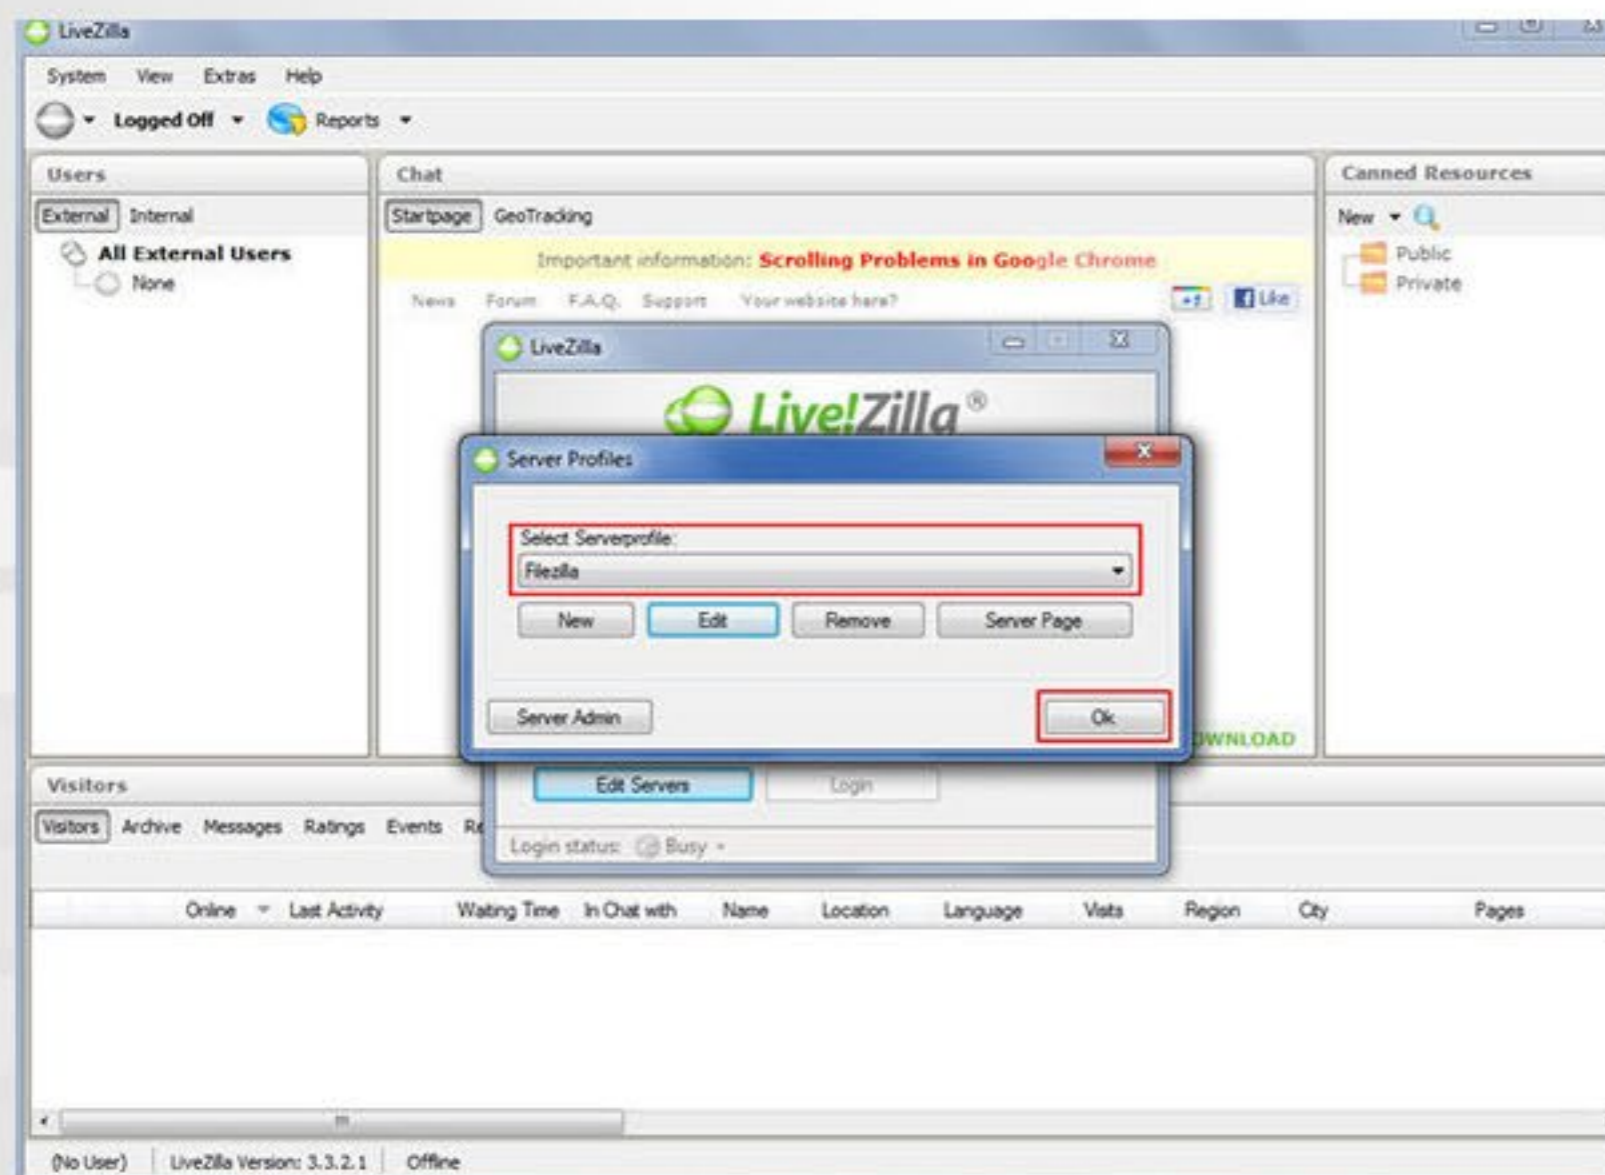 LiveZilla
System View Extras Help
Logged Off Reports
Users
External Internal
All External Users
None
Chat
Startpage GeoTracking
Important information: Scrolling Problems in Google Chrome
News Forum F.A.Q. Support Your website here?
+1 Like
Canned Resources
New
Public
Private
LiveZilla
Live!Zilla®
Server Profiles
Select Serverprofile:
Filezilla
New Edit Remove Server Page
Server Admin Ok
OWNLOAD
Edit Servers Login
Login status: Busy
Visitors
Visitors Archive Messages Ratings Events Re
Online Last Activity Waiting Time In Chat with Name Location Language Visits Region City Pages
(No User) LiveZilla Version: 3.3.2.1 Offline